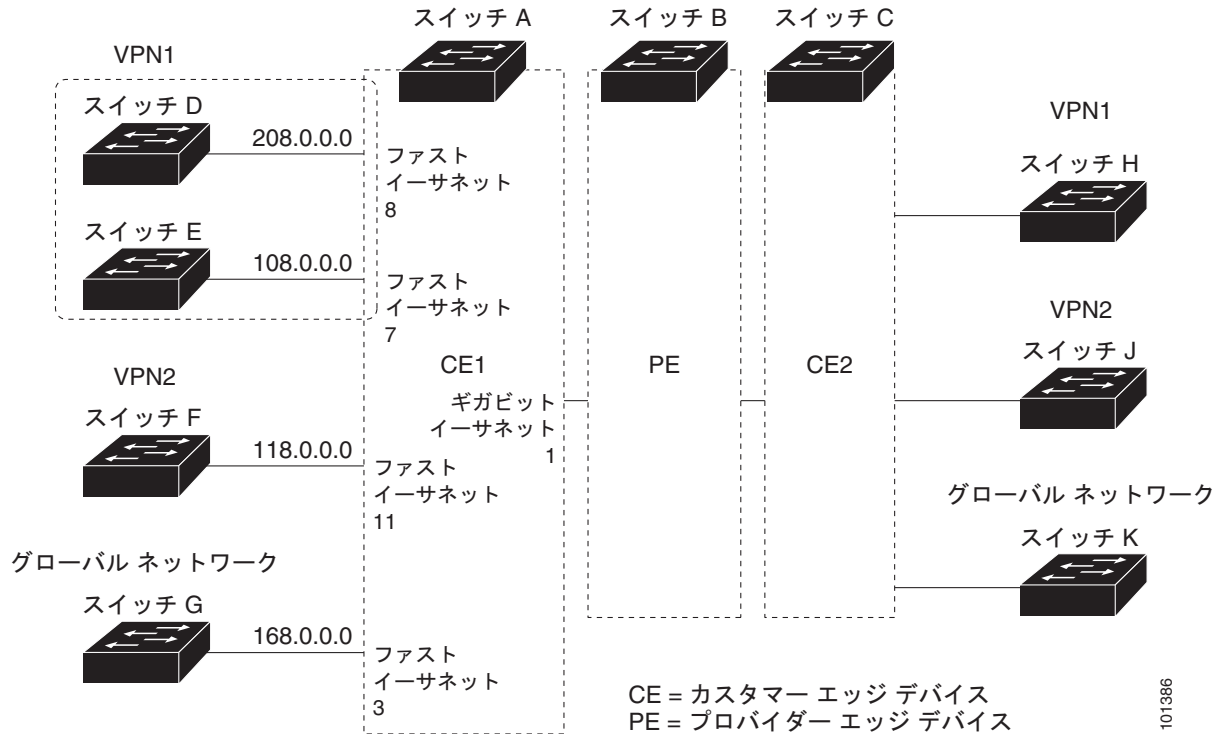 スイッチ A
スイッチ B
スイッチ C
VPN1
スイッチ D
208.0.0.0
ファスト
イーサネット
8
スイッチ E
108.0.0.0
ファスト
イーサネット
7
VPN2
スイッチ F
118.0.0.0
ファスト
イーサネット
11
グローバル ネットワーク
スイッチ G
168.0.0.0
ファスト
イーサネット
3
CE1
ギガビット
イーサネット
1
PE
CE2
VPN1
スイッチ H
VPN2
スイッチ J
グローバル ネットワーク
スイッチ K
CE = カスタマー エッジ デバイス
PE = プロバイダー エッジ デバイス
101386